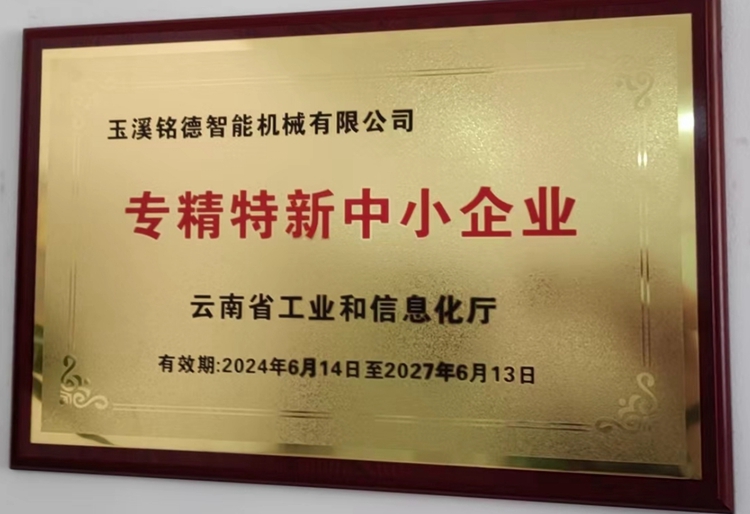 玉溪铭德智能机械有限公司
专精特新中小企业
云南省工业和信息化厅
有效期:2024年6月14日至2027年6月13日